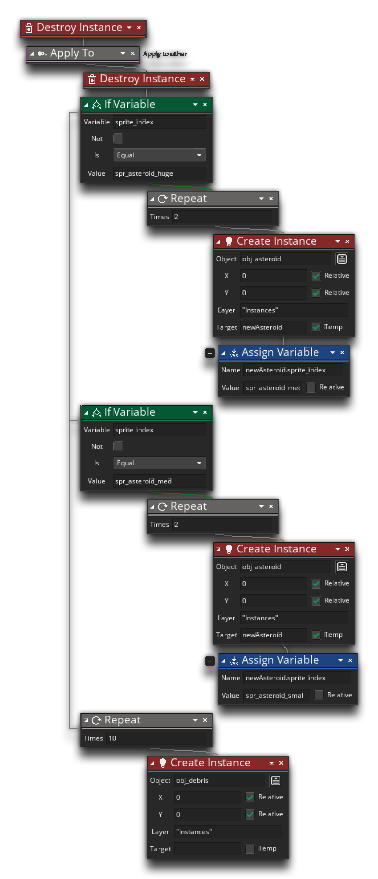 Destroy Instance
Apply To Apply to other
Destroy Instance
If Variable
Variable sprite_index
Not
Is Equal
Value spr_asteroid_huge
Repeat
Times 2
Create Instance
Object obj_asteroid
X 0 Relative
Y 0 Relative
Layer "Instances"
Target newAsteroid Temp
Assign Variable
Name newAsteroid.sprite_index
Value spr_asteroid_med Relative
If Variable
Variable sprite_index
Not
Is Equal
Value spr_asteroid_med
Repeat
Times 2
Create Instance
Object obj_asteroid
X 0 Relative
Y 0 Relative
Layer "Instances"
Target newAsteroid Temp
Assign Variable
Name newAsteroid.sprite_index
Value spr_asteroid_smal Relative
Repeat
Times 10
Create Instance
Object obj_debris
X 0 Relative
Y 0 Relative
Layer "Instances"
Target Temp